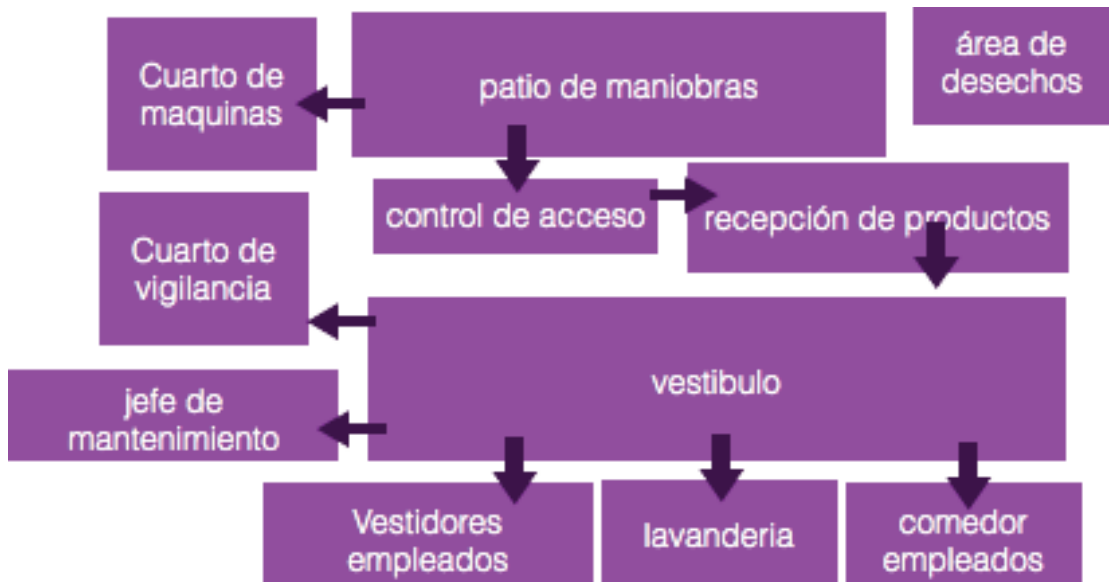 Cuarto de
maquinas
patio de maniobras
área de
desechos
control de acceso
recepción de productos
Cuarto de
vigilancia
vestibulo
jefe de
mantenimiento
Vestidores
empleados
lavanderia
comedor
empleados